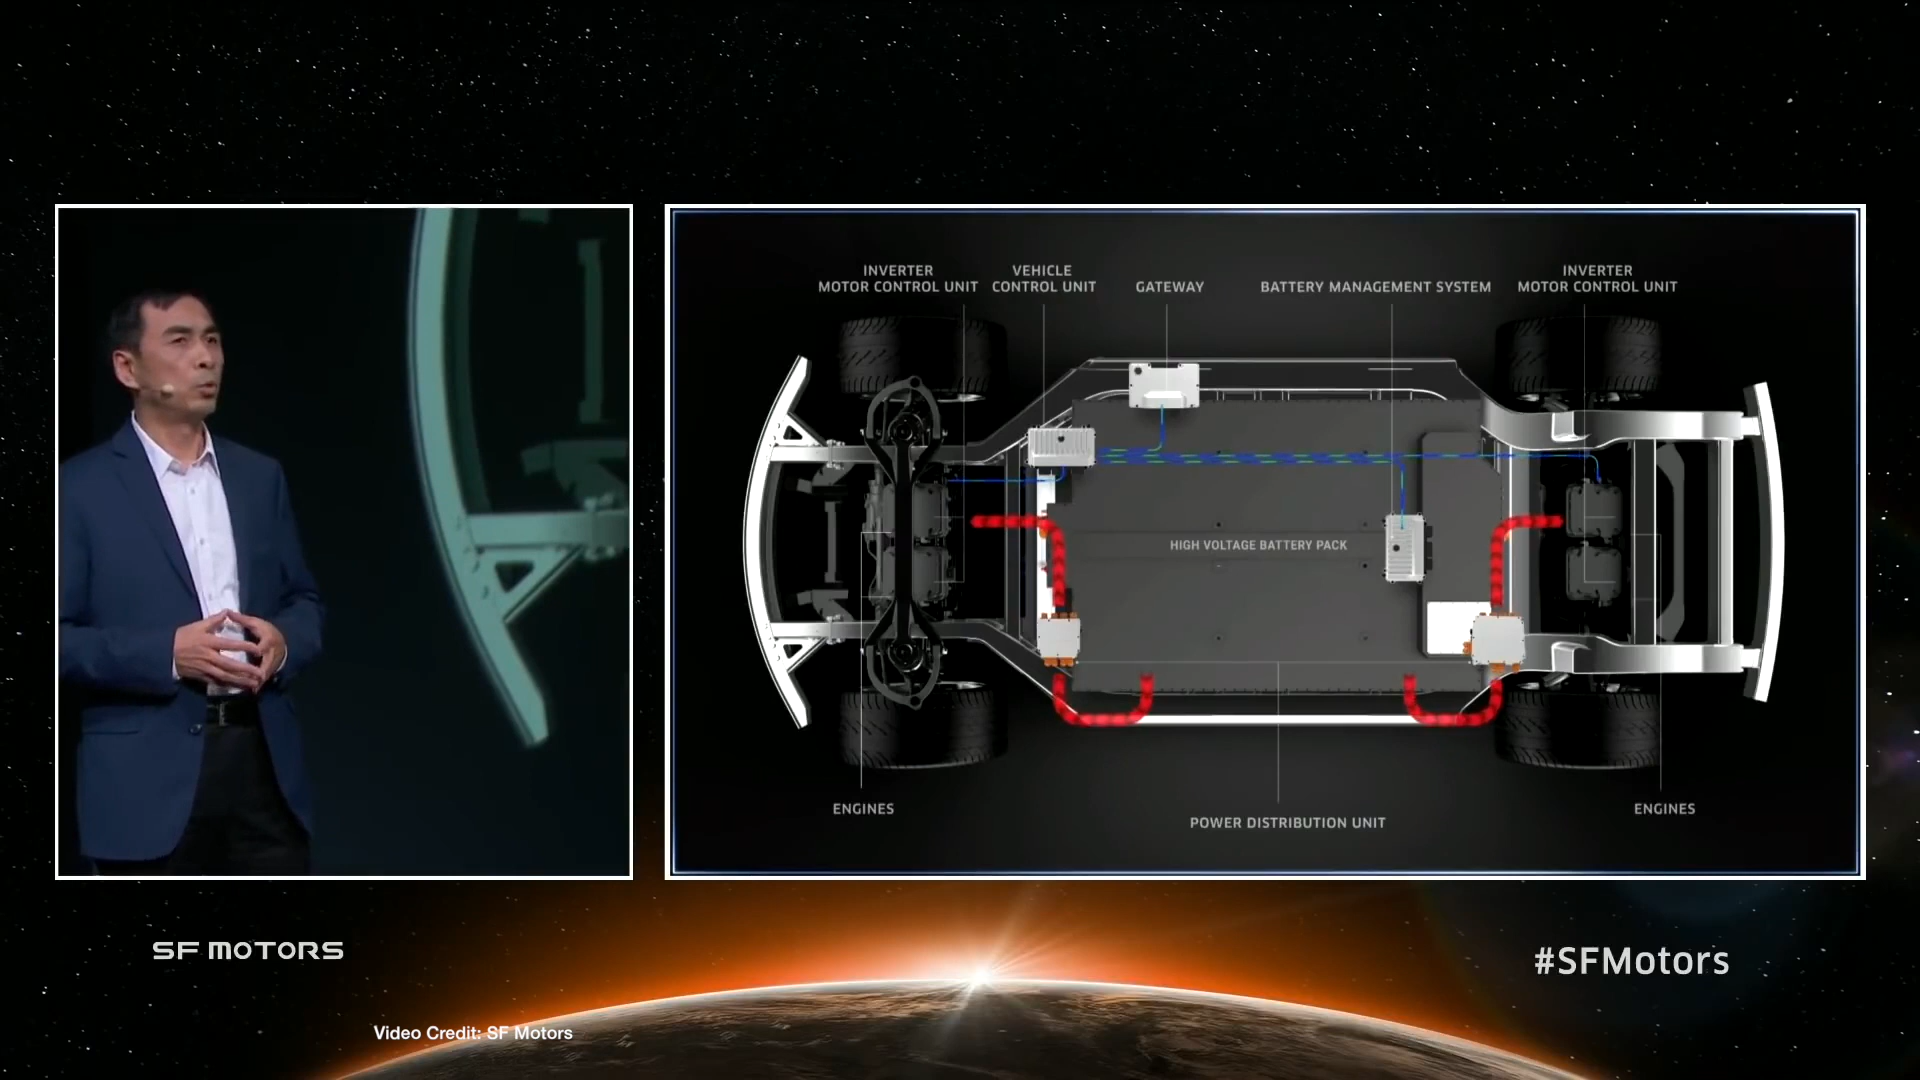 INVERTER
MOTOR CONTROL UNIT
VEHICLE
CONTROL UNIT
GATEWAY
BATTERY MANAGEMENT SYSTEM
INVERTER
MOTOR CONTROL UNIT
HIGH VOLTAGE BATTERY PACK
ENGINES
POWER DISTRIBUTION UNIT
ENGINES
SF MOTORS
#SFMotors
Video Credit: SF Motors